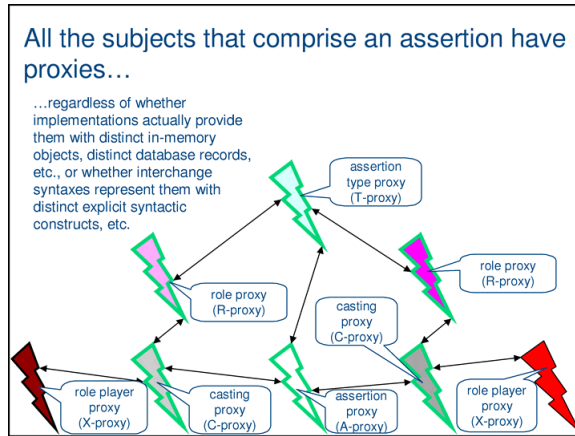 All the subjects that comprise an assertion have
proxies…
…regardless of whether
implementations actually provide
them with distinct in-memory
objects, distinct database records,
etc., or whether interchange
syntaxes represent them with
distinct explicit syntactic
constructs, etc.
assertion
type proxy
(T-proxy)
role proxy
(R-proxy)
role proxy
(R-proxy)
casting
proxy
(C-proxy)
role player
proxy
(X-proxy)
casting
proxy
(C-proxy)
assertion
proxy
(A-proxy)
role player
proxy
(X-proxy)